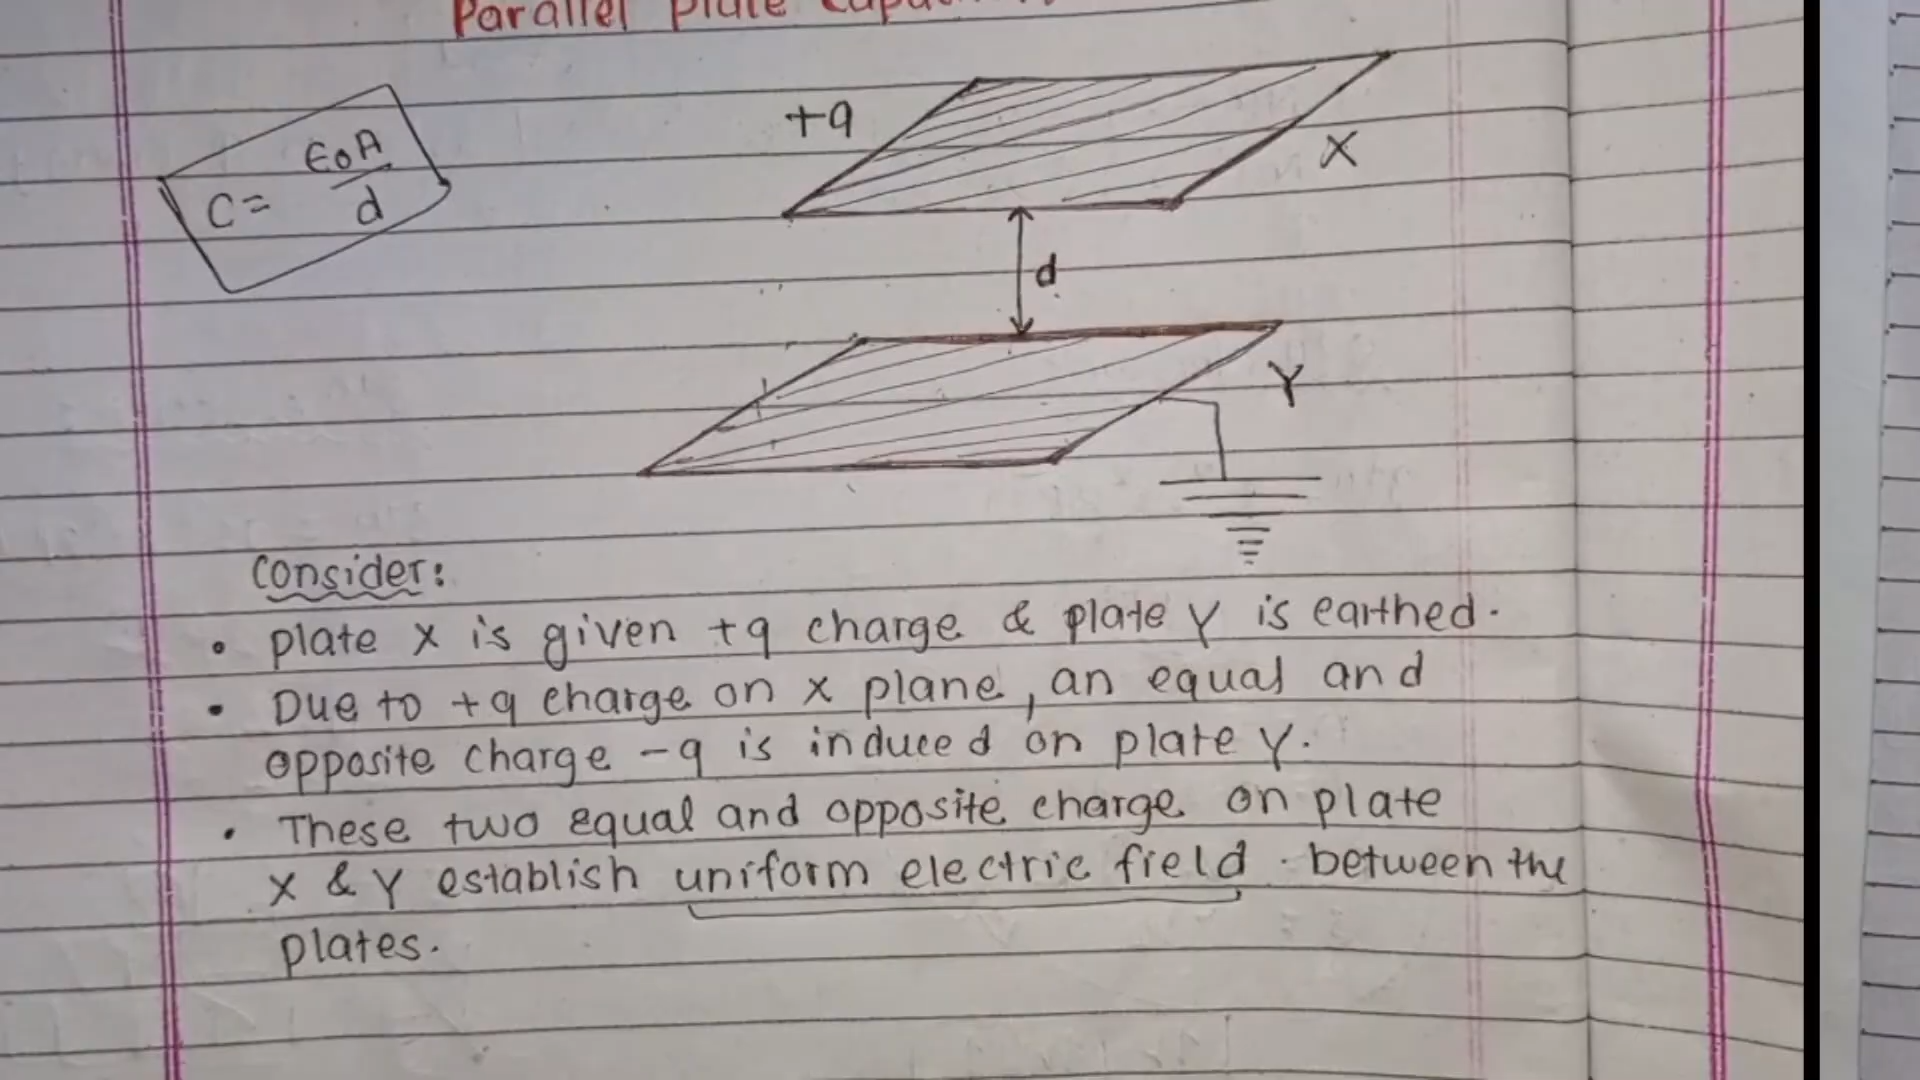 Parallel Plate
+q
X
C = ε0A/d
d
Y
Consider:
• Plate X is given +q charge & plate Y is earthed.
• Due to +q charge on X plane, an equal and
opposite charge -q is induced on plate Y.
• These two equal and opposite charge on plate
X & Y establish uniform electric field between the
plates.